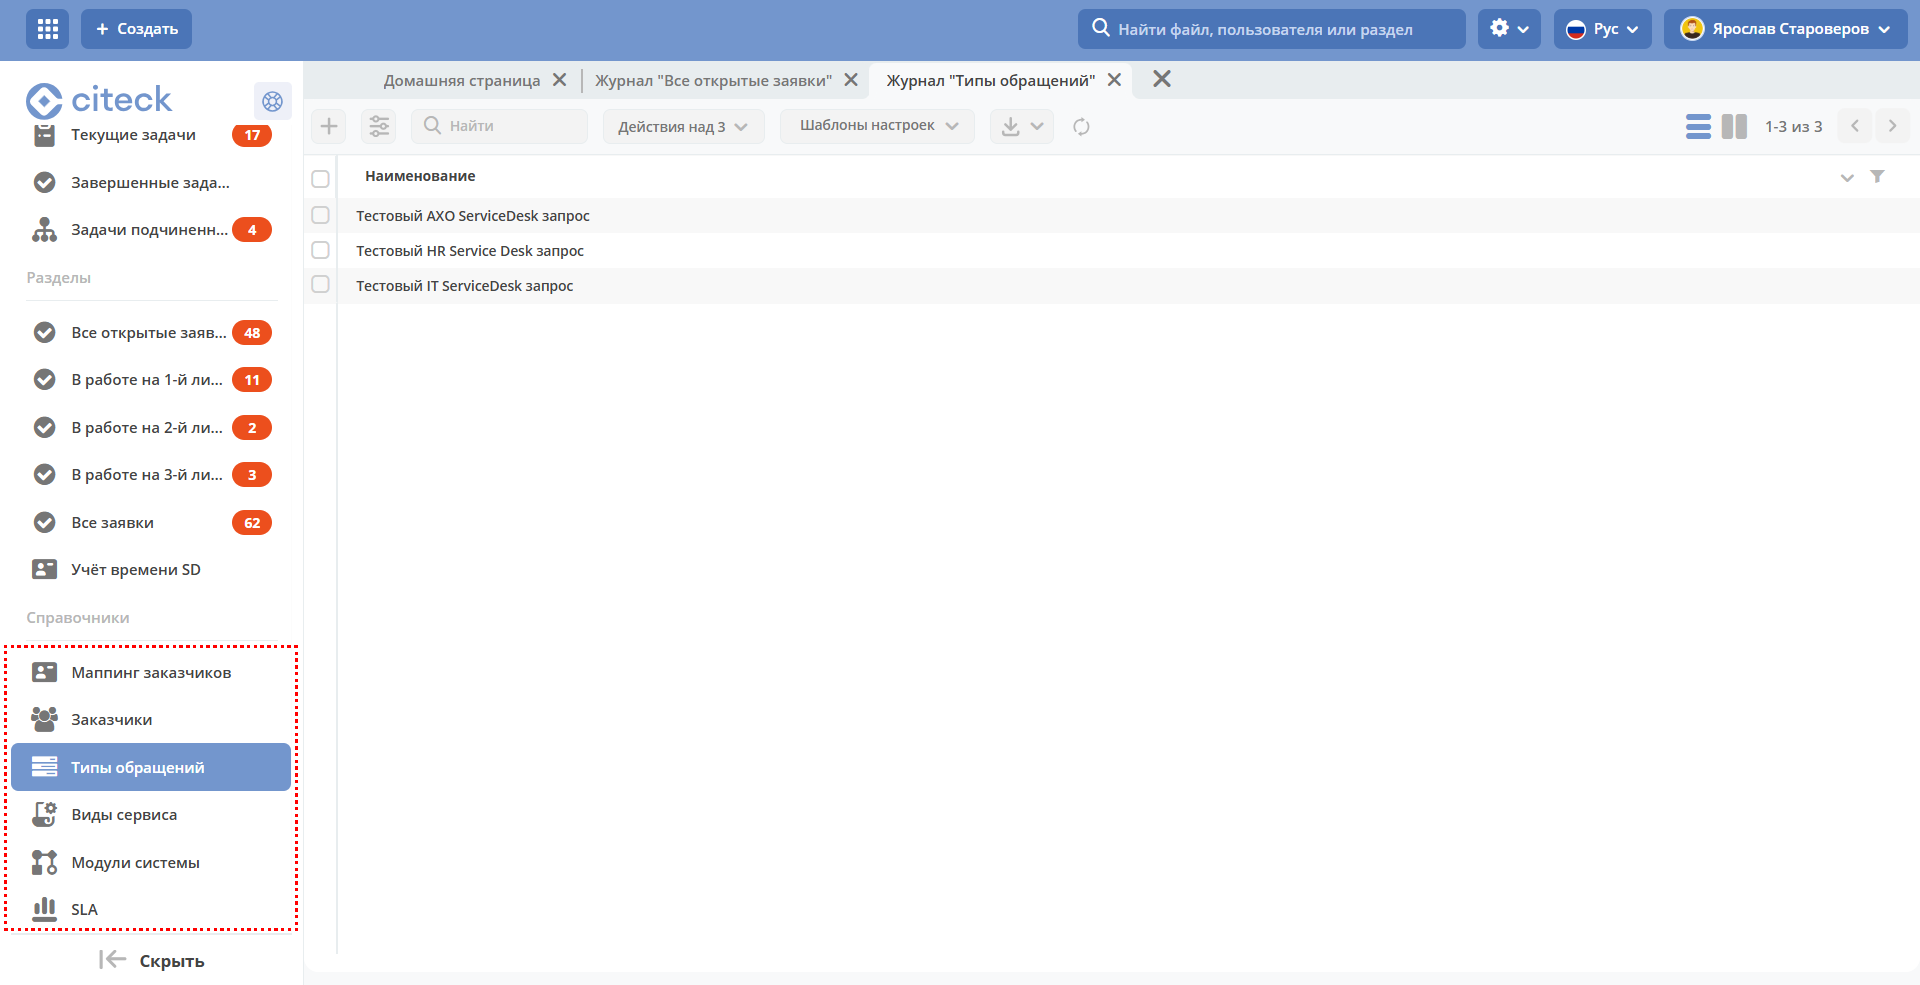 Создать
Найти файл, пользователя или раздел
Рус
Ярослав Староверов
citeck
Домашняя страница
Журнал "Все открытые заявки"
Журнал "Типы обращений"
Найти
Действия над 3
Шаблоны настроек
1-3 из 3
Текущие задачи 17
Завершенные зада...
Задачи подчиненн... 4
Разделы
Все открытые заяв... 48
В работе на 1-й ли... 11
В работе на 2-й ли... 2
В работе на 3-й ли... 3
Все заявки 62
Учёт времени SD
Справочники
Маппинг заказчиков
Заказчики
Типы обращений
Виды сервиса
Модули системы
SLA
Скрыть
Наименование
Тестовый АХО ServiceDesk запрос
Тестовый HR Service Desk запрос
Тестовый IT ServiceDesk запрос